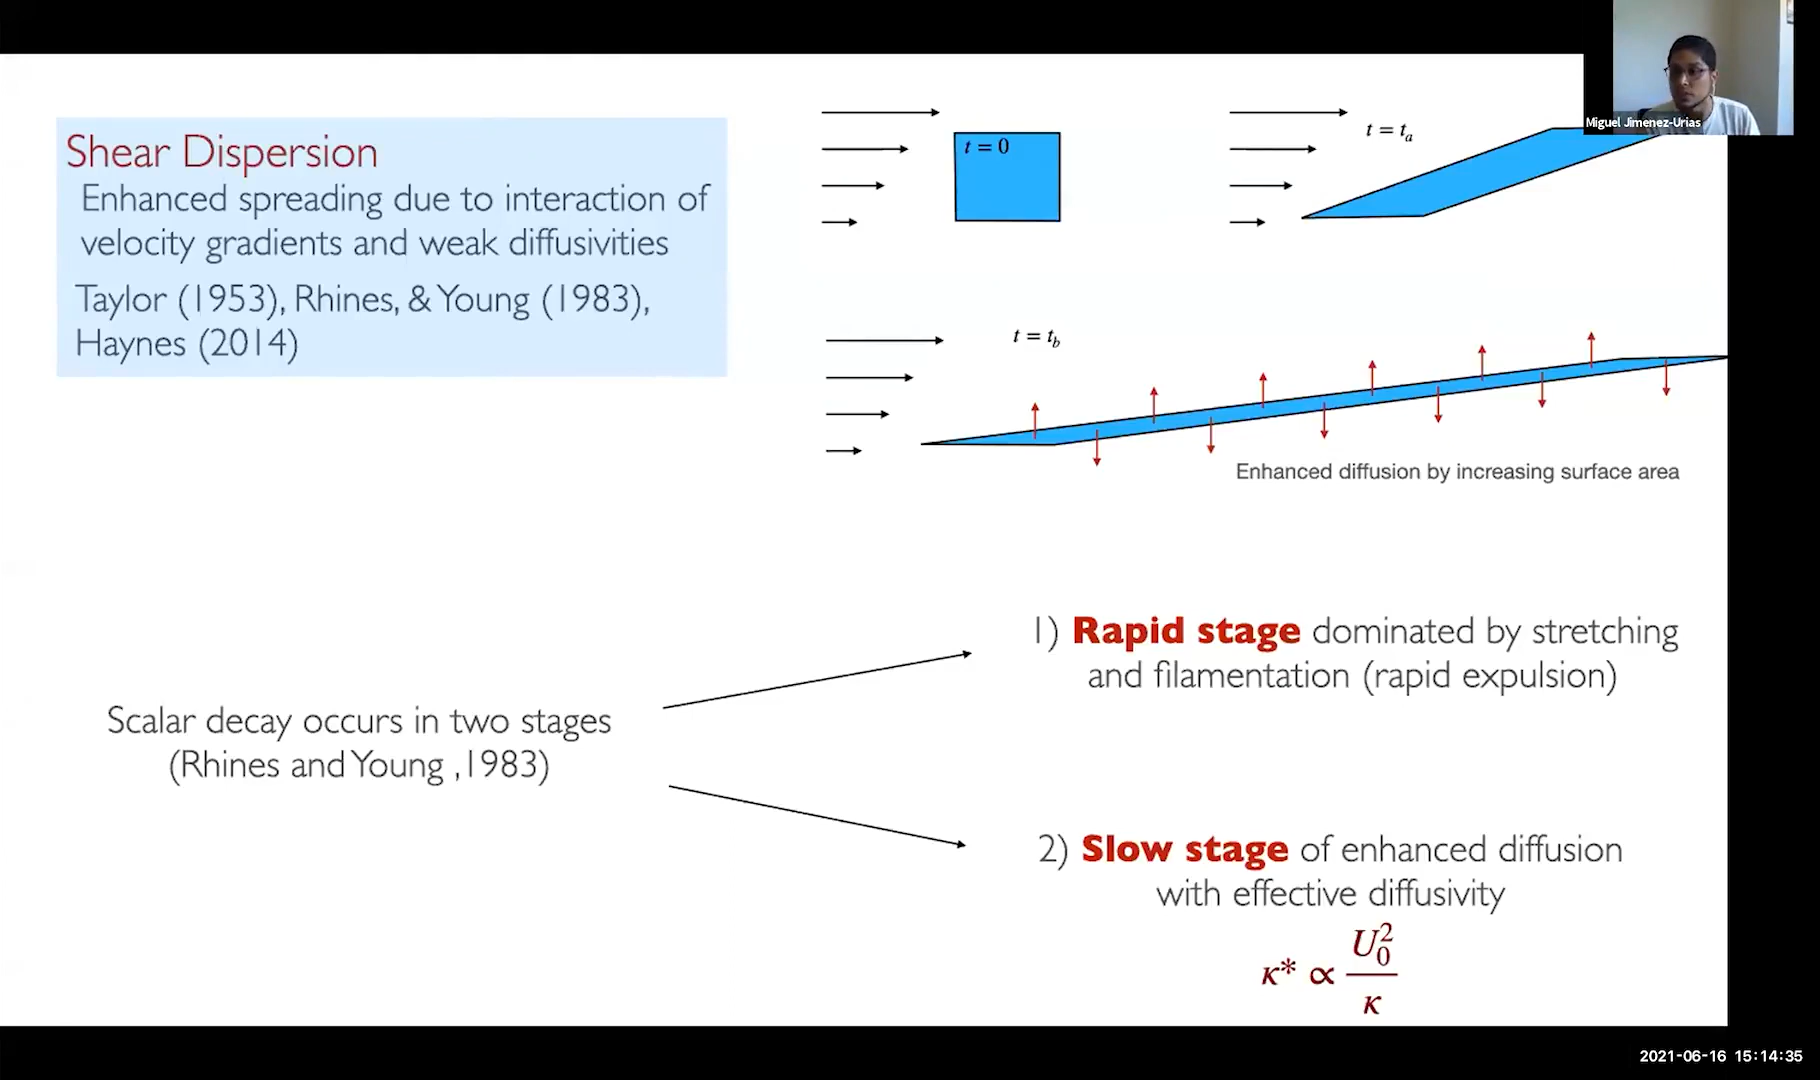 Shear Dispersion
Enhanced spreading due to interaction of
velocity gradients and weak diffusivities
Taylor (1953), Rhines, & Young (1983),
Haynes (2014)
t = 0
t = tₐ
Miguel Jimenez-Urias
t = t_b
Enhanced diffusion by increasing surface area
Scalar decay occurs in two stages
(Rhines and Young ,1983)
1) Rapid stage dominated by stretching
and filamentation (rapid expulsion)
2) Slow stage of enhanced diffusion
with effective diffusivity
κ* ∝ U₀²/κ
2021-06-16 15:14:35